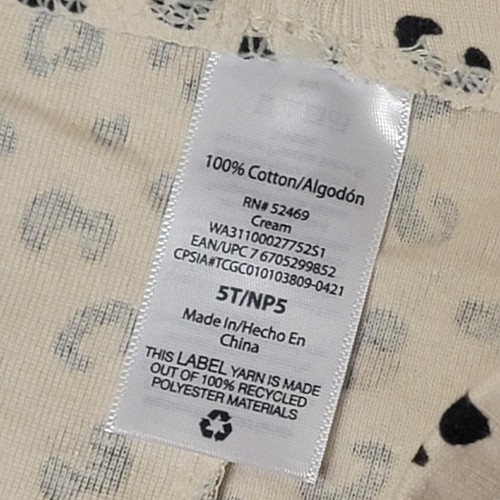 100% Cotton/Algodón
RN# 52469
Cream
WA31100027752S1
EAN/UPC 7 6705299852
CPSIA#TCGC010103809-0421
5T/NP5
Made In/Hecho En
China
THIS LABEL YARN IS MADE
OUT OF 100% RECYCLED
POLYESTER MATERIALS